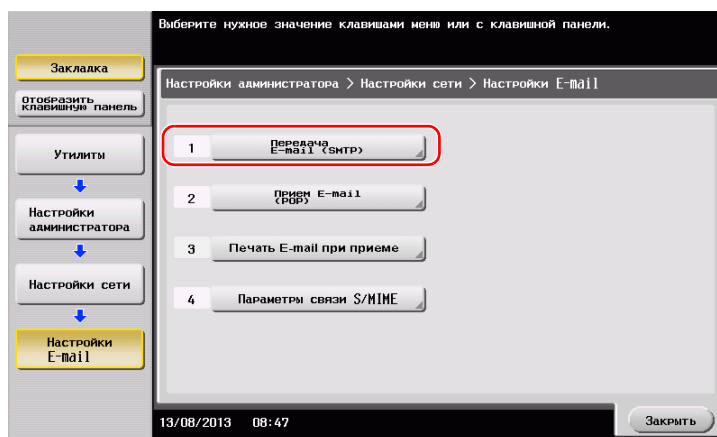 Выберите нужное значение клавишами меню или с клавишной панели.
Закладка
Отобразить
клавишную панель
Утилиты
Настройки
администратора
Настройки сети
Настройки
E-mail
Настройки администратора > Настройки сети > Настройки E-mail
1 Передача
E-mail (SMTP)
2 Прием E-mail
(POP)
3 Печать E-mail при приеме
4 Параметры связи S/MIME
13/08/2013 08:47
Закрыть